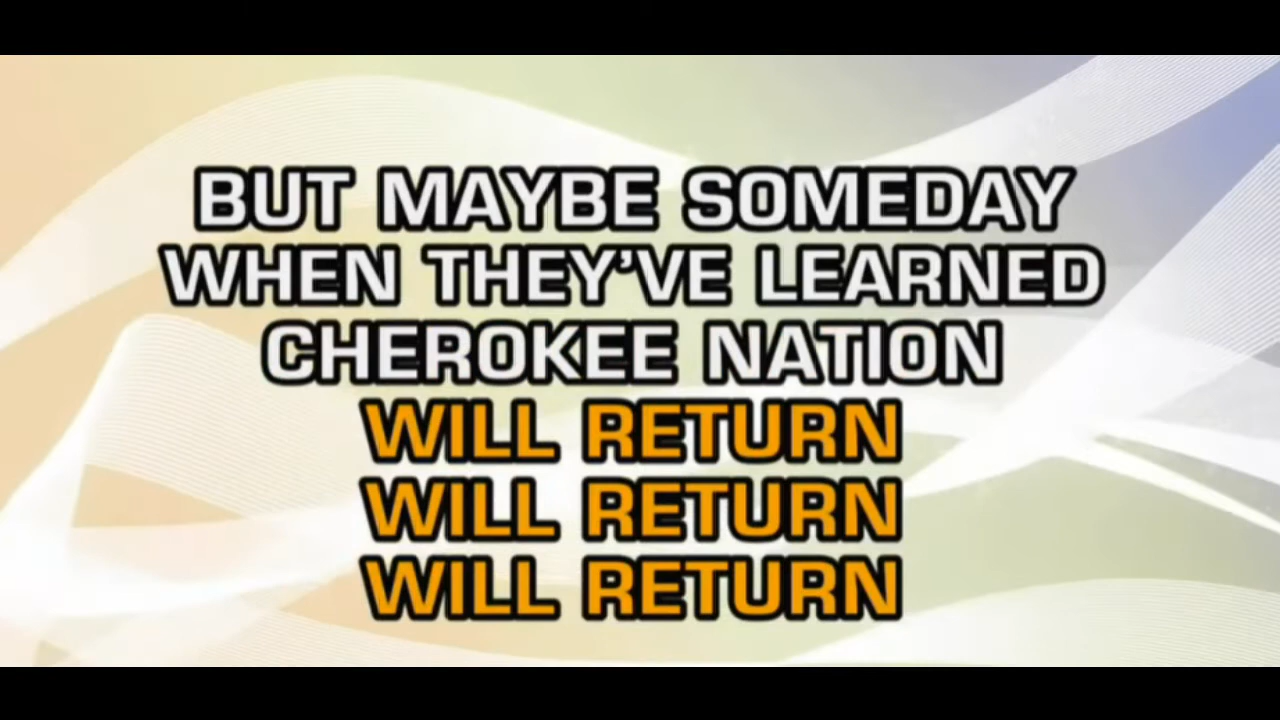 BUT MAYBE SOMEDAY
WHEN THEY'VE LEARNED
CHEROKEE NATION
WILL RETURN
WILL RETURN
WILL RETURN